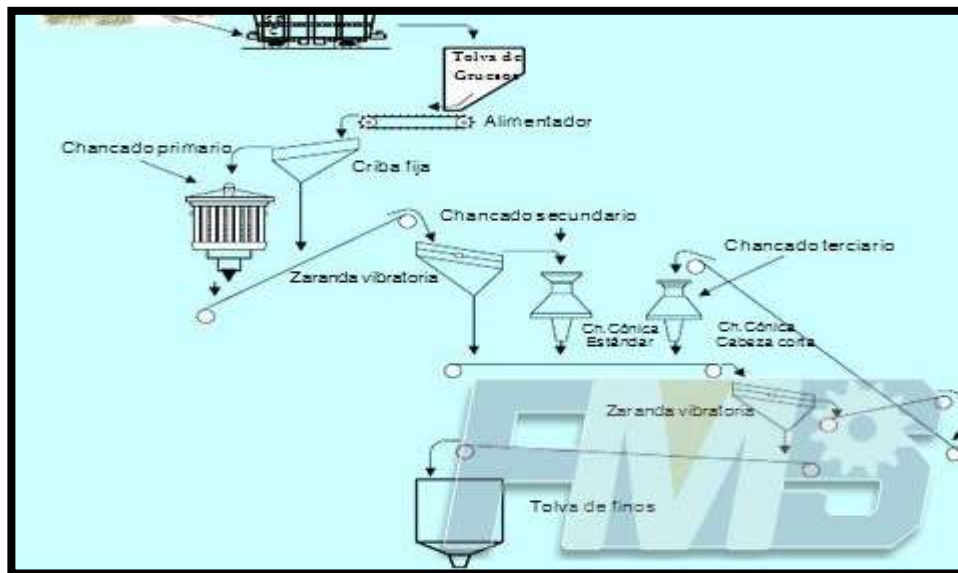 Tolva de
Gruesos
Alimentador
Chancado primario
Criba fija
Chancado secundario
Chancado terciario
Zaranda vibratoria
Ch. Cónica
Estándar
Ch. Cónica
Cabeza corta
Zaranda vibratoria
Tolva de finos
FMS